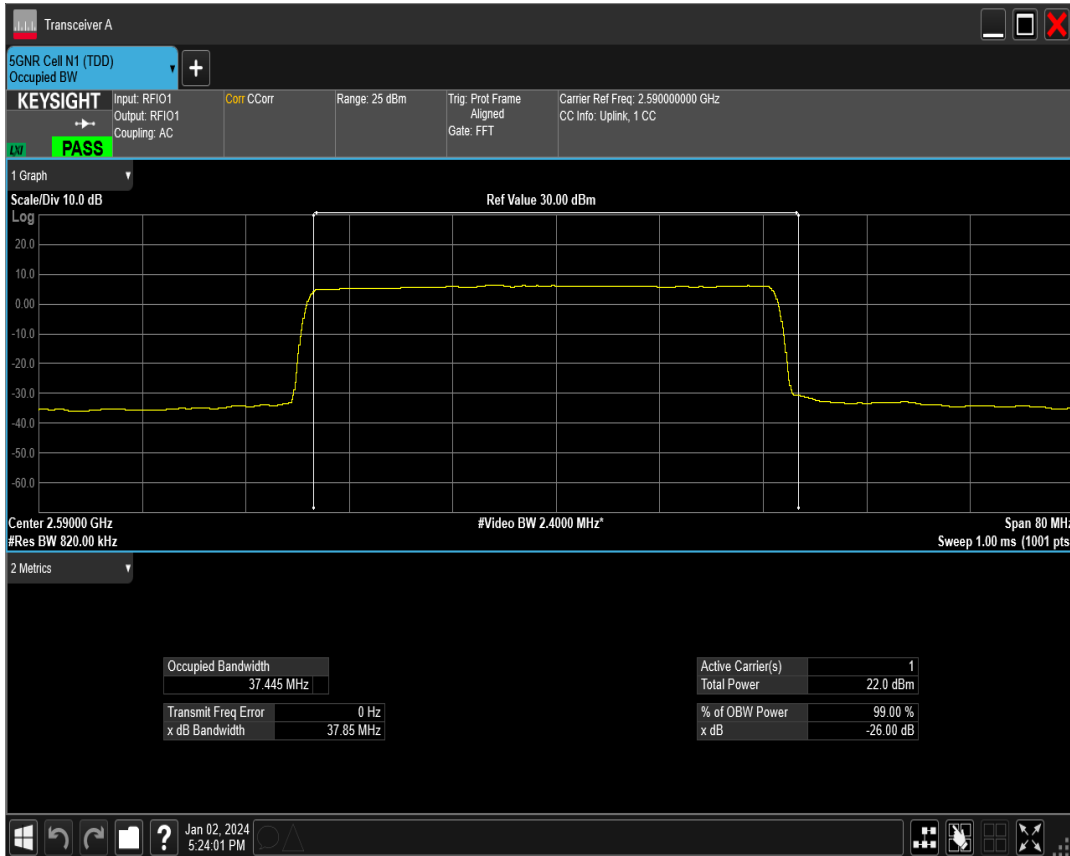 Transceiver A
5GNR Cell N1 (TDD)
Occupied BW
+
KEYSIGHT
LXI
PASS
Input: RFIO1
Output: RFIO1
Coupling: AC
Corr CCorr
Range: 25 dBm
Trig: Prot Frame
Aligned
Gate: FFT
Carrier Ref Freq: 2.590000000 GHz
CC Info: Uplink, 1 CC
1 Graph
Scale/Div 10.0 dB
Ref Value 30.00 dBm
Log
20.0
10.0
0.00
-10.0
-20.0
-30.0
-40.0
-50.0
-60.0
Center 2.59000 GHz
#Video BW 2.4000 MHz*
Span 80 MHz
#Res BW 820.00 kHz
Sweep 1.00 ms (1001 pts
2 Metrics
Occupied Bandwidth
37.445 MHz
Transmit Freq Error 0 Hz
x dB Bandwidth 37.85 MHz
Active Carrier(s) 1
Total Power 22.0 dBm
% of OBW Power 99.00 %
x dB -26.00 dB
?
Jan 02, 2024
5:24:01 PM